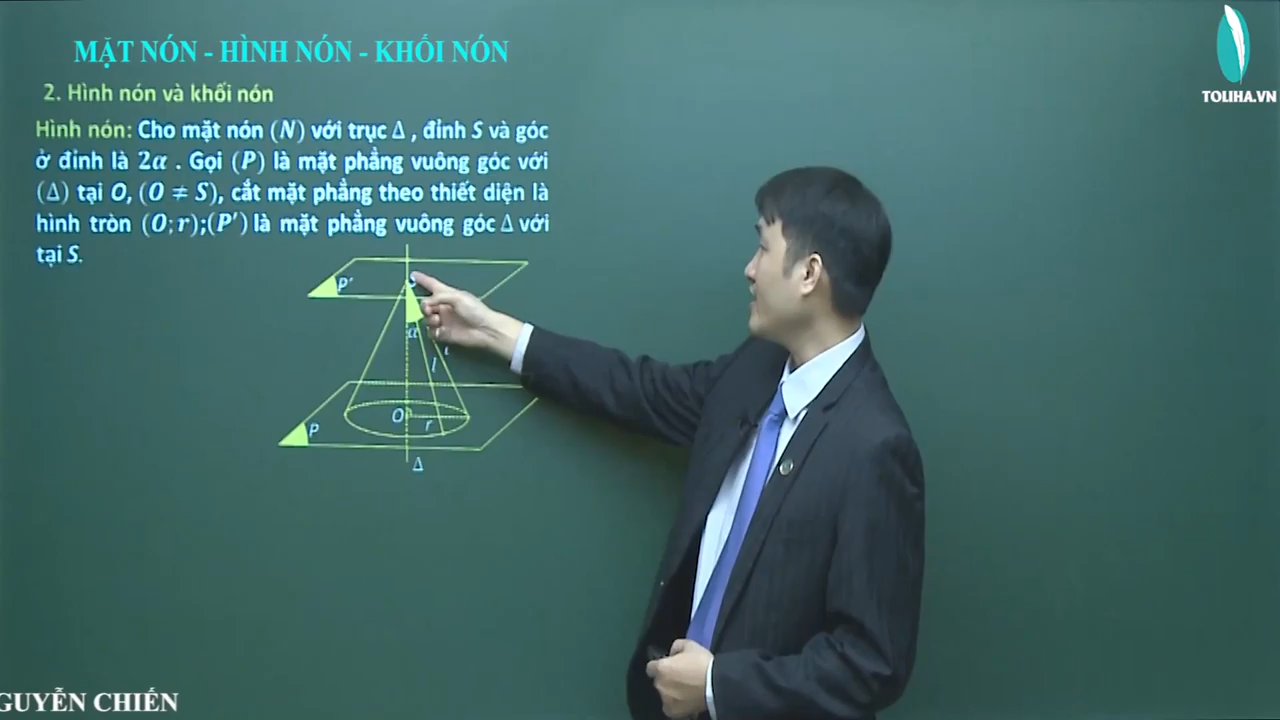 MẶT NÓN - HÌNH NÓN - KHỐI NÓN
TOLIHA.VN
2. Hình nón và khối nón
Hình nón: Cho mặt nón (N) với trục Δ , đỉnh S và góc
ở đỉnh là 2α . Gọi (P) là mặt phẳng vuông góc với
(Δ) tại O, (O ≠ S), cắt mặt phẳng theo thiết diện là
hình tròn (O; r);(P') là mặt phẳng vuông góc Δ với
tại S.
P'
S
α
l
O
r
P
Δ
GUYỄN CHIẾN